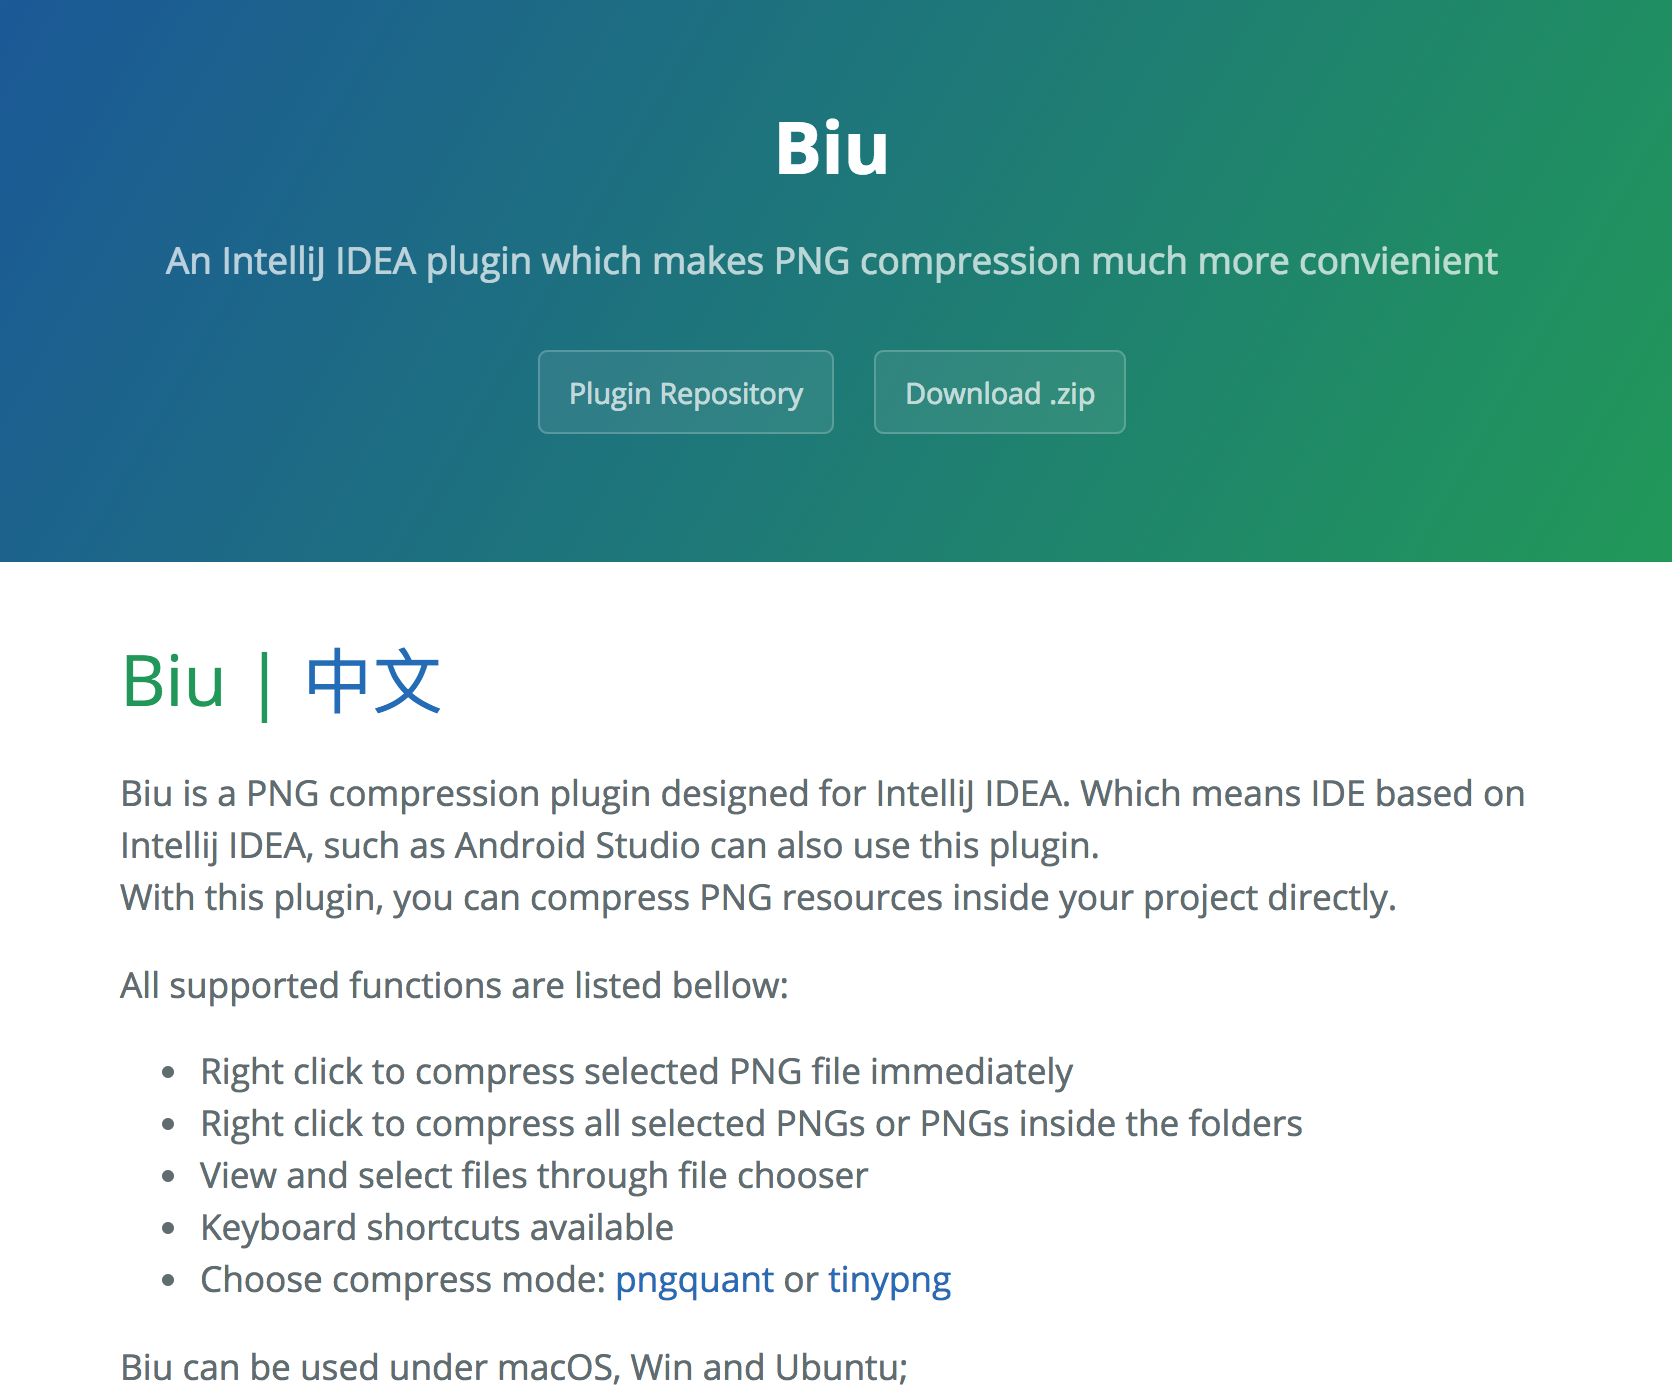 Biu
An IntelliJ IDEA plugin which makes PNG compression much more convienient
Plugin Repository
Download .zip
Biu | 中文
Biu is a PNG compression plugin designed for IntelliJ IDEA. Which means IDE based on
Intellij IDEA, such as Android Studio can also use this plugin.
With this plugin, you can compress PNG resources inside your project directly.
All supported functions are listed bellow:
• Right click to compress selected PNG file immediately
• Right click to compress all selected PNGs or PNGs inside the folders
• View and select files through file chooser
• Keyboard shortcuts available
• Choose compress mode: pngquant or tinypng
Biu can be used under macOS, Win and Ubuntu;